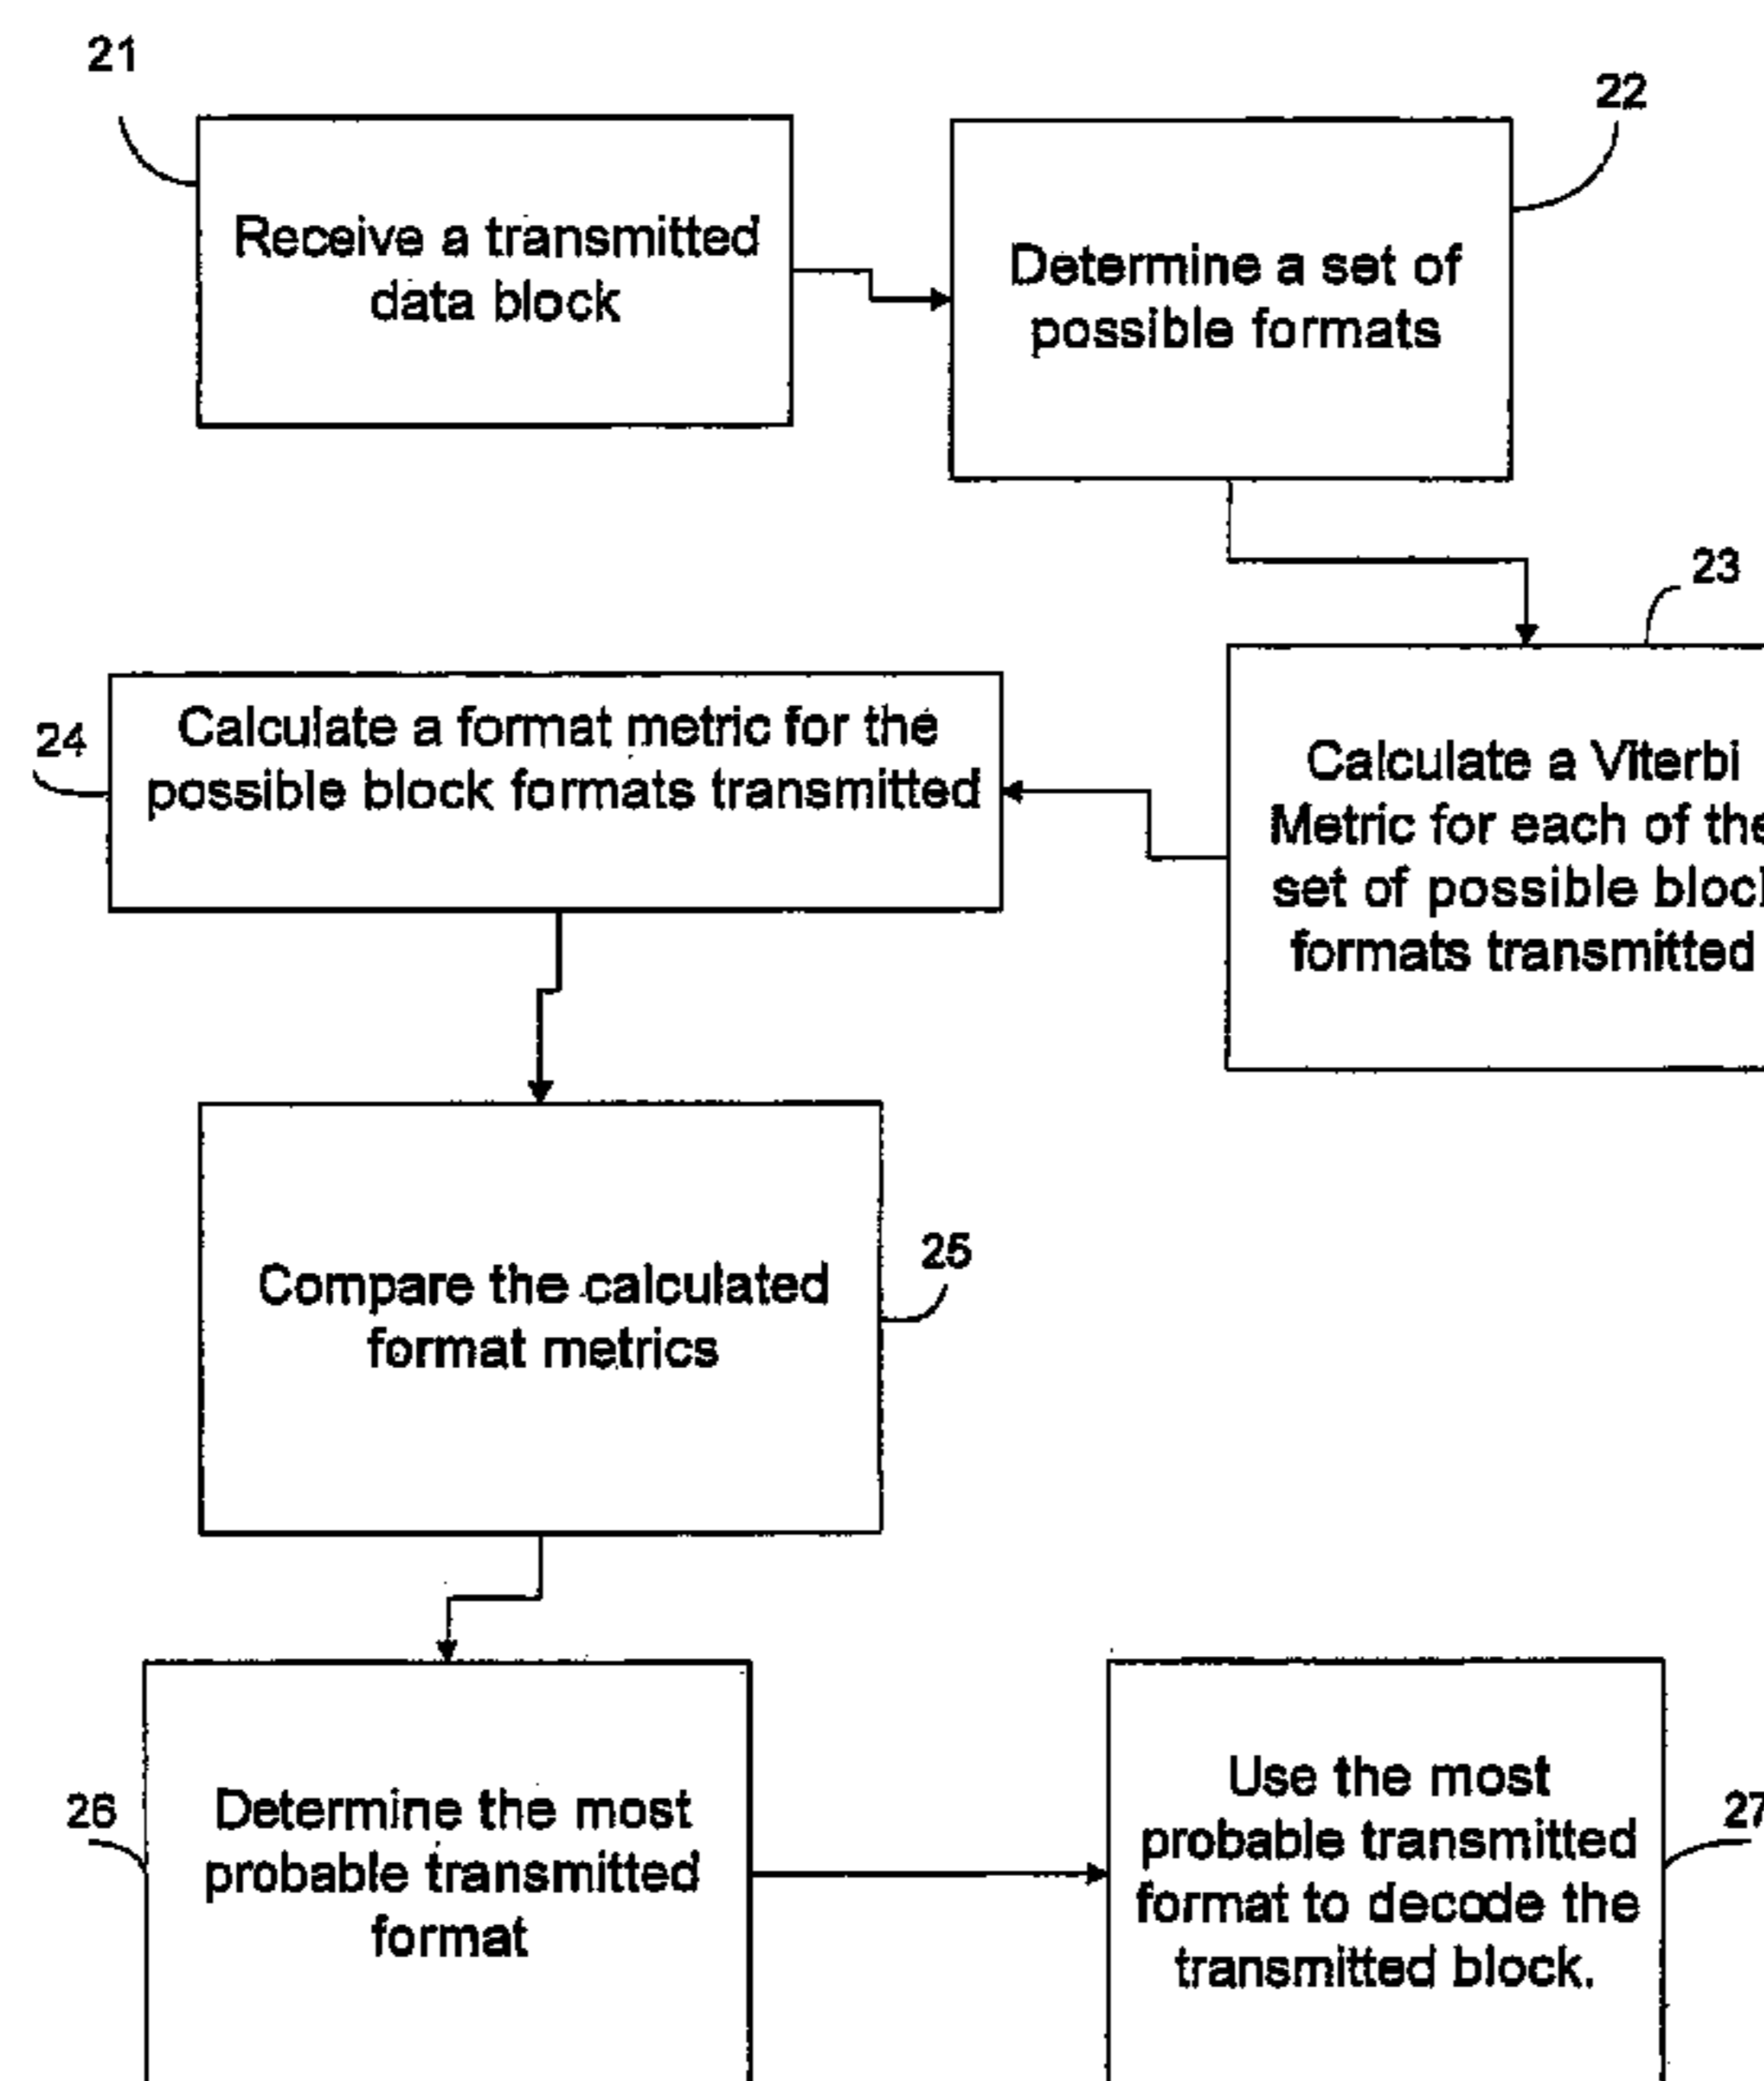 21
Receive a transmitted
data block
22
Determine a set of
possible formats
23
Calculate a Viterbi
Metric for each of the
set of possible block
formats transmitted
24
Calculate a format metric for the
possible block formats transmitted
25
Compare the calculated
format metrics
26
Determine the most
probable transmitted
format
27
Use the most
probable transmitted
format to decode the
transmitted block.